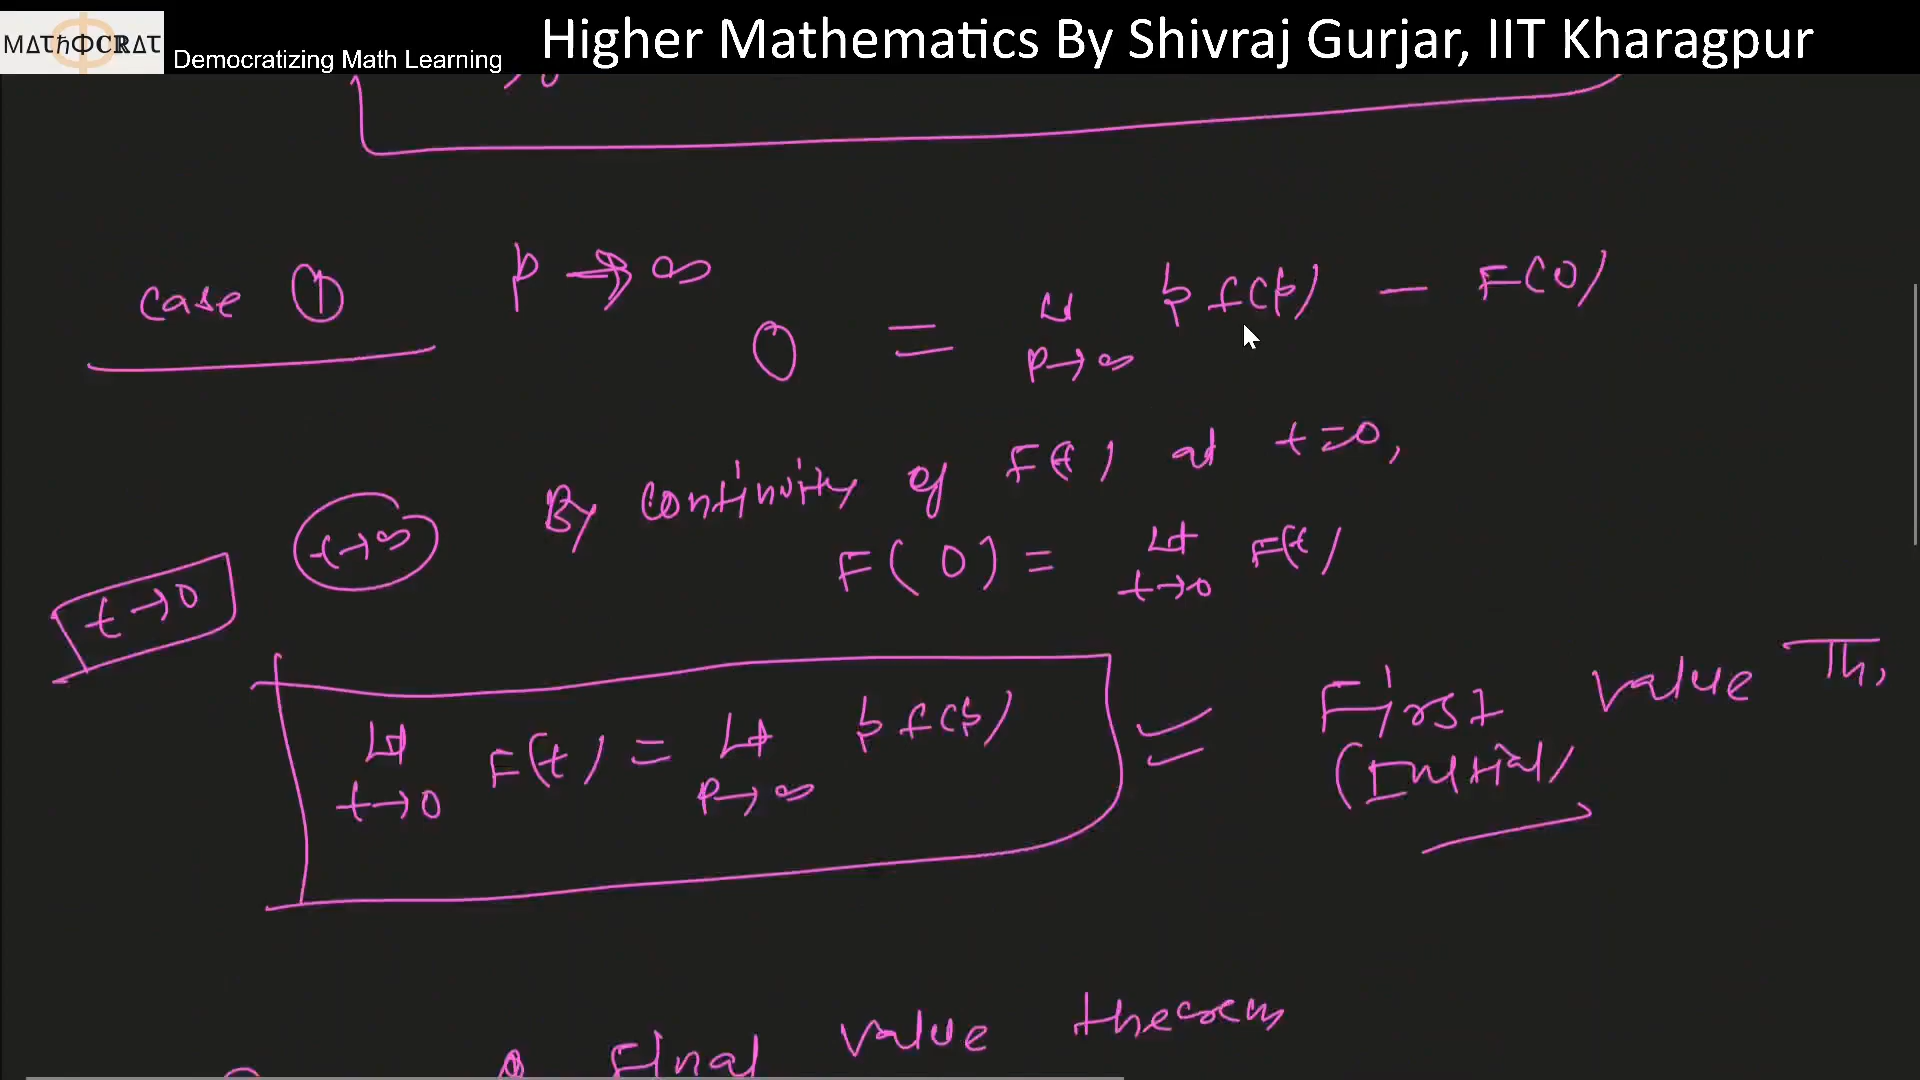 MΔTℏΦCRΔT
Democratizing Math Learning
Higher Mathematics By Shivraj Gurjar, IIT Kharagpur
case ① p → ∞
0 = Lt p→∞ p f(p) − F(0)
By continuity of F(t) at t=0,
t→∞
F(0) = Lt t→0 F(t)
t→0
Lt t→0 F(t) = Lt p→∞ p f(p) = First value Th.
(Initial)
Final value theorem